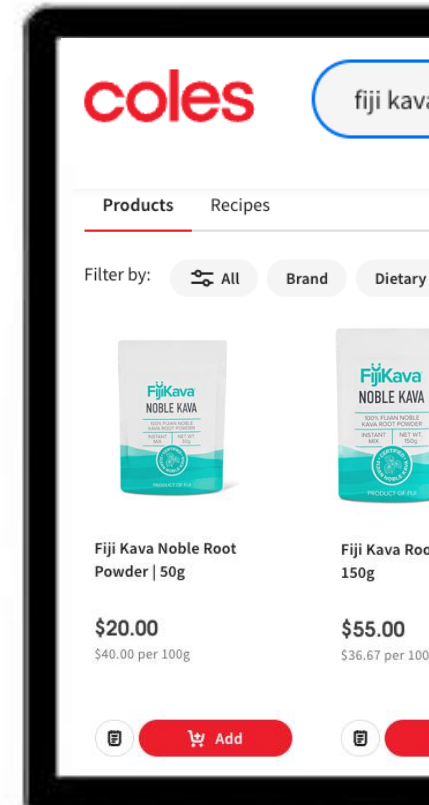 coles
fiji kava
Products Recipes
Filter by: All Brand Dietary
FijiKava
NOBLE KAVA
100% FIJIAN NOBLE
KAVA ROOT POWDER
INSTANT MIX NET WT. 50g
CERTIFIED
PRODUCT OF FIJI
FijiKava
NOBLE KAVA
100% FIJIAN NOBLE
KAVA ROOT POWDER
INSTANT MIX NET WT. 150g
CERTIFIED
PRODUCT OF FIJI
Fiji Kava Noble Root
Powder | 50g
$20.00
$40.00 per 100g
Add
Fiji Kava Roo
150g
$55.00
$36.67 per 100